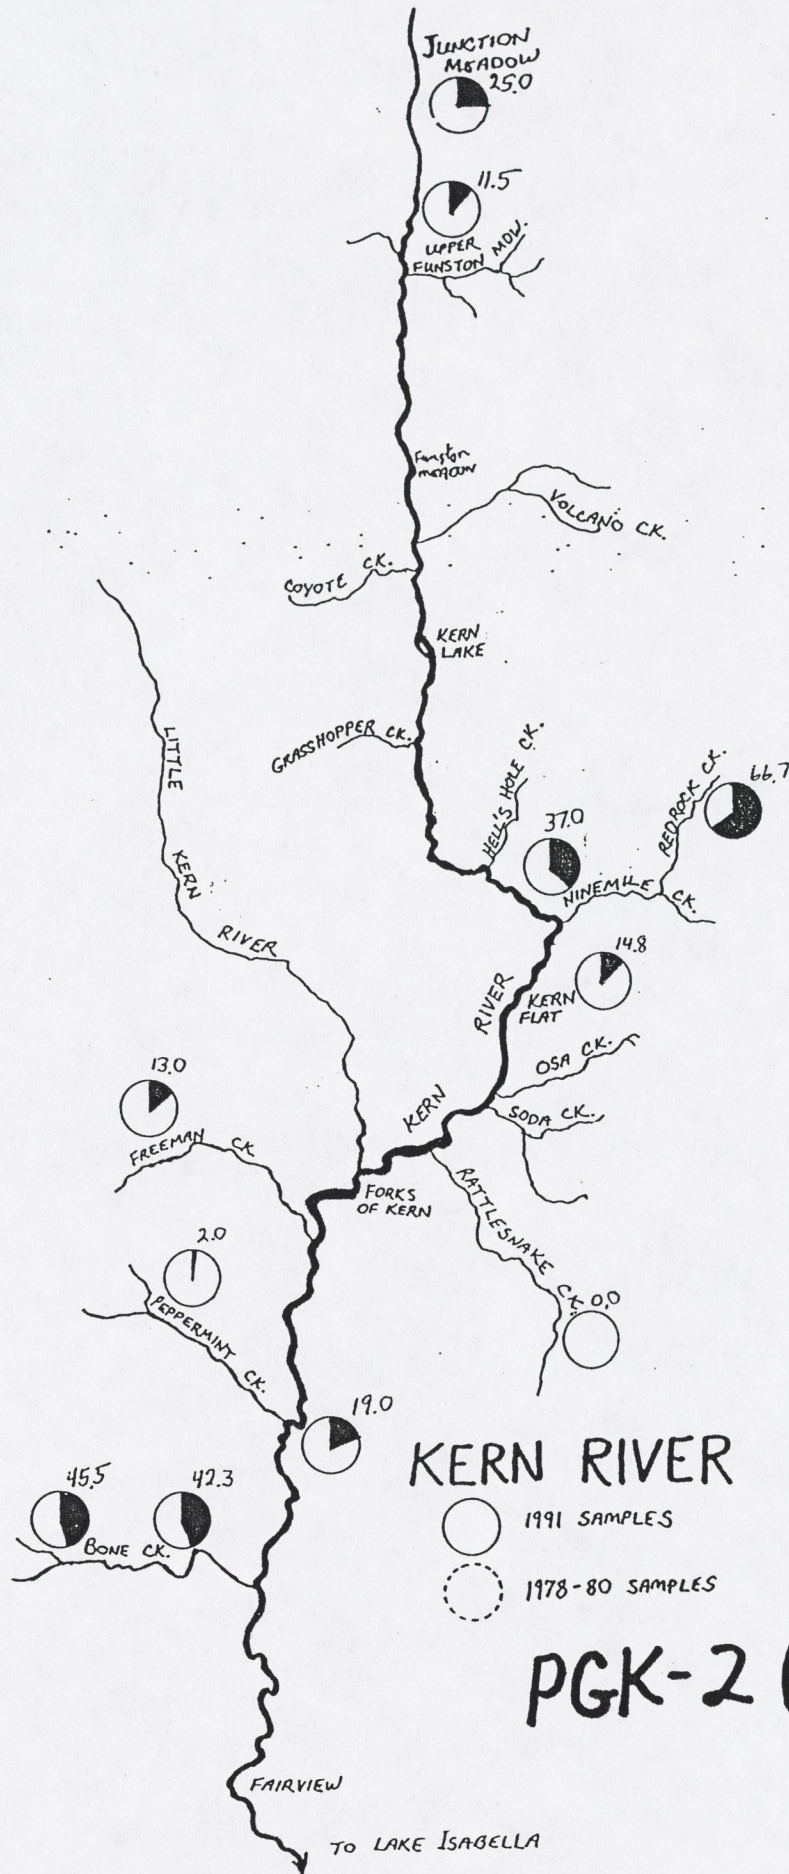 JUNCTION
MEADOW
25.0
11.5
UPPER
FUNSTON MDW.
Funston
meadow
VOLCANO CK.
COYOTE CK.
KERN
LAKE
GRASSHOPPER CK.
HELL'S HOLE CK.
REDROCK CK.
66.7
37.0
NINEMILE CK.
LITTLE
KERN
RIVER
14.8
KERN
FLAT
RIVER
OSA CK.
13.0
KERN
SODA CK.
FREEMAN CK
FORKS
OF KERN
RATTLESNAKE CK.
0.0
2.0
PEPPERMINT CK.
19.0
KERN RIVER
45.5
42.3
1991 SAMPLES
BONE CK.
1978-80 SAMPLES
PGK-2 (
FAIRVIEW
TO LAKE ISABELLA